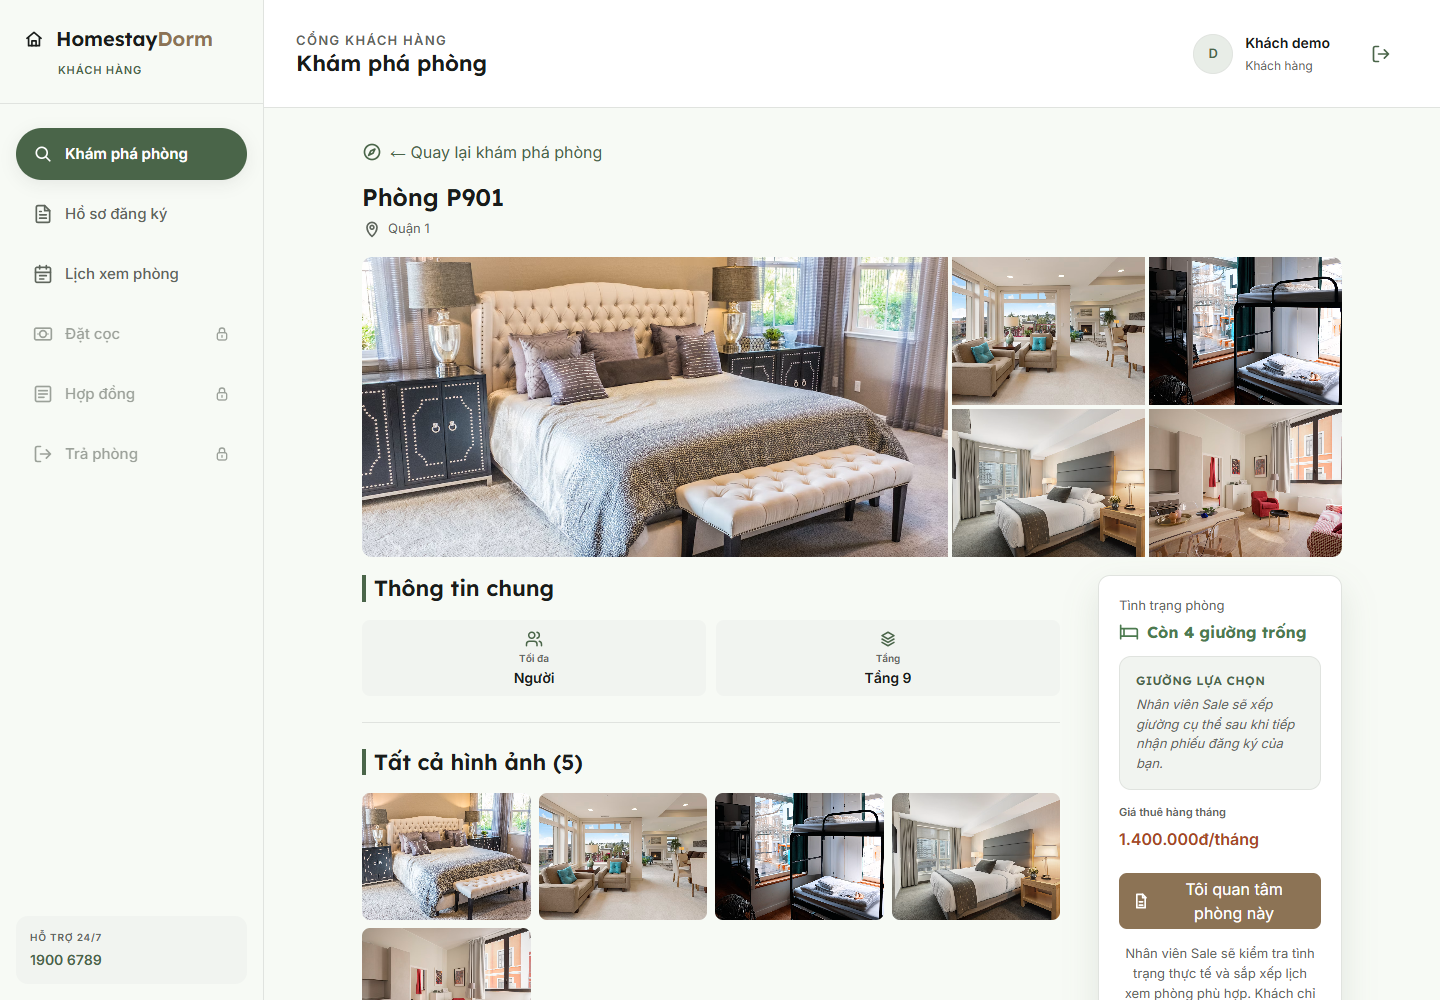 HomestayDorm
KHÁCH HÀNG
Khám phá phòng
Hồ sơ đăng ký
Lịch xem phòng
Đặt cọc
Hợp đồng
Trả phòng
HỖ TRỢ 24/7
1900 6789
CỔNG KHÁCH HÀNG
Khám phá phòng
D
Khách demo
Khách hàng
← Quay lại khám phá phòng
Phòng P901
Quận 1
Thông tin chung
Tối đa
Người
Tầng
Tầng 9
Tất cả hình ảnh (5)
Tình trạng phòng
Còn 4 giường trống
GIƯỜNG LỰA CHỌN
Nhân viên Sale sẽ xếp
giường cụ thể sau khi tiếp
nhận phiếu đăng ký của
bạn.
Giá thuê hàng tháng
1.400.000đ/tháng
Tôi quan tâm
phòng này
Nhân viên Sale sẽ kiểm tra tình
trạng thực tế và sắp xếp lịch
xem phòng phù hợp. Khách chỉ